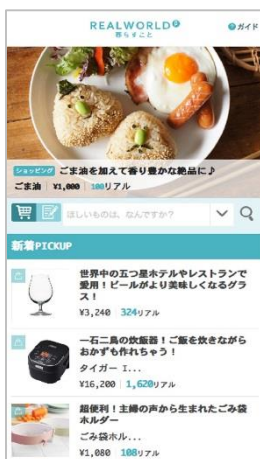 REALWORLD
暮らすこと
ガイド
ショッピング ごま油を加えて香り豊かな絶品に♪
ごま油 ¥1,000 100リアル
ほしいものは、なんですか?
新着PICKUP
世界中の五つ星ホテルやレストランで
愛用!ビールがより美味しくなるグラ
ス!
¥3,240 324リアル
一石二鳥の炊飯器!ご飯を炊きながら
おかずも作れちゃう!
タイガー I...
¥16,200 1,620リアル
超便利!主婦の声から生まれたごみ袋
ホルダー
ごみ袋ホル...
¥1,080 108リアル